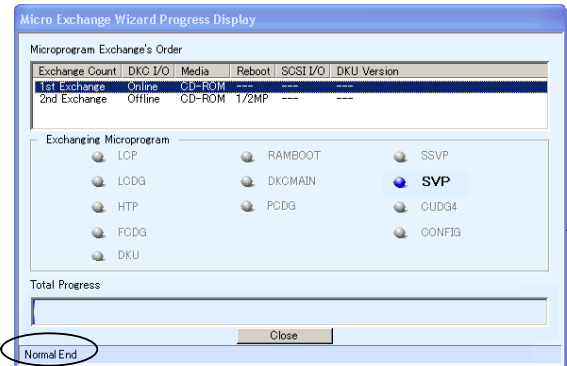 Micro Exchange Wizard Progress Display
Microprogram Exchange's Order
Exchange Count DKC I/O Media Reboot SCSI I/O DKU Version
1st Exchange Online CD-ROM --- --- ---
2nd Exchange Offline CD-ROM 1/2MP --- ---
Exchanging Microprogram
LCP RAMBOOT SSVP
LCDG DKCMAIN SVP
HTP PCDG CUDG4
FCDG CONFIG
DKU
Total Progress
Close
Normal End